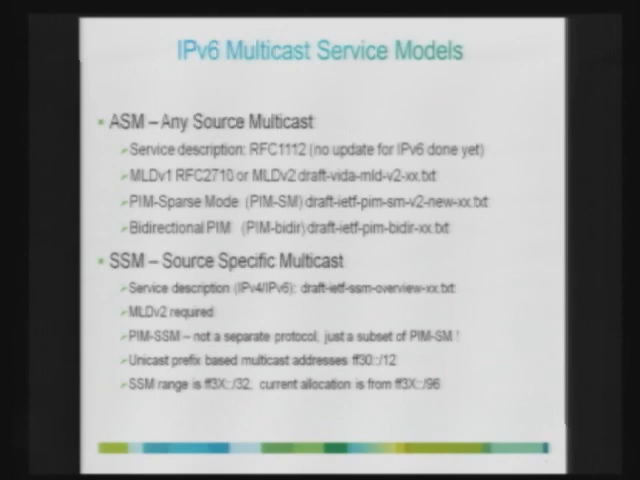 IPv6 Multicast Service Models
ASM – Any Source Multicast
Service description: RFC1112 (no update for IPv6 done yet)
MLDv1 RFC2710 or MLDv2 draft-vida-mld-v2-xx.txt
PIM-Sparse Mode (PIM-SM) draft-ietf-pim-sm-v2-new-xx.txt
Bidirectional PIM (PIM-bidir) draft-ietf-pim-bidir-xx.txt
SSM – Source Specific Multicast
Service description (IPv4/IPv6): draft-ietf-ssm-overview-xx.txt
MLDv2 required
PIM-SSM – not a separate protocol, just a subset of PIM-SM !
Unicast prefix based multicast addresses ff30::/12
SSM range is ff3X::/32, current allocation is from ff3X::/96